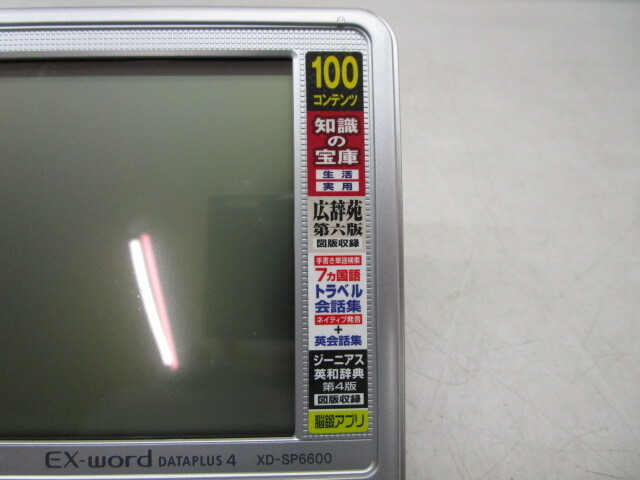 100
コンテンツ
知識
の
宝庫
生活
実用
広辞苑
第六版
図版収録
手書き単語検索
7ヵ国語
トラベル
会話集
ネイティブ発音
+
英会話集
ジーニアス
英和辞典
第4版
図版収録
脳鍛アプリ
EX-word DATAPLUS 4 XD-SP6600